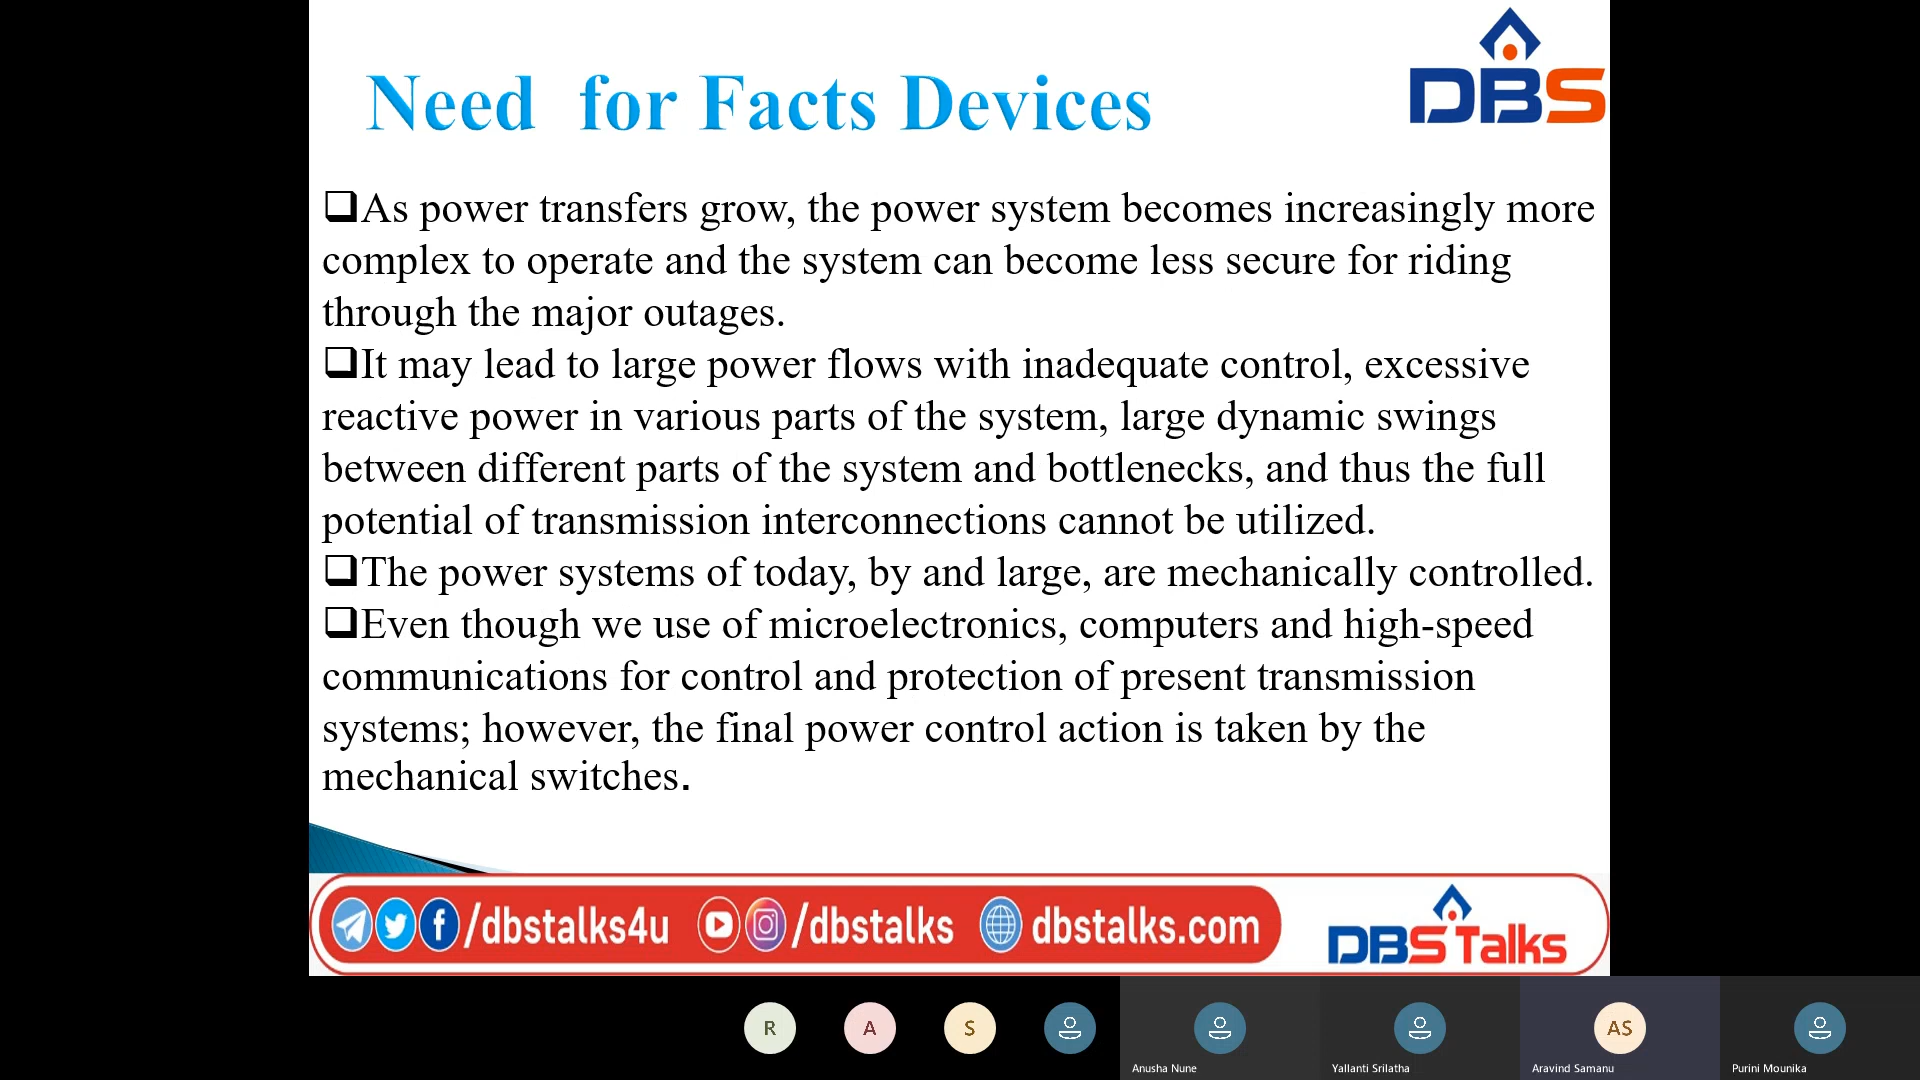 DBS
Need for Facts Devices
❑As power transfers grow, the power system becomes increasingly more
complex to operate and the system can become less secure for riding
through the major outages.
❑It may lead to large power flows with inadequate control, excessive
reactive power in various parts of the system, large dynamic swings
between different parts of the system and bottlenecks, and thus the full
potential of transmission interconnections cannot be utilized.
❑The power systems of today, by and large, are mechanically controlled.
❑Even though we use of microelectronics, computers and high-speed
communications for control and protection of present transmission
systems; however, the final power control action is taken by the
mechanical switches.
/dbstalks4u /dbstalks dbstalks.com
DBS Talks
R A S AS
Anusha Nune Yallanti Srilatha Aravind Samanu Purini Mounika